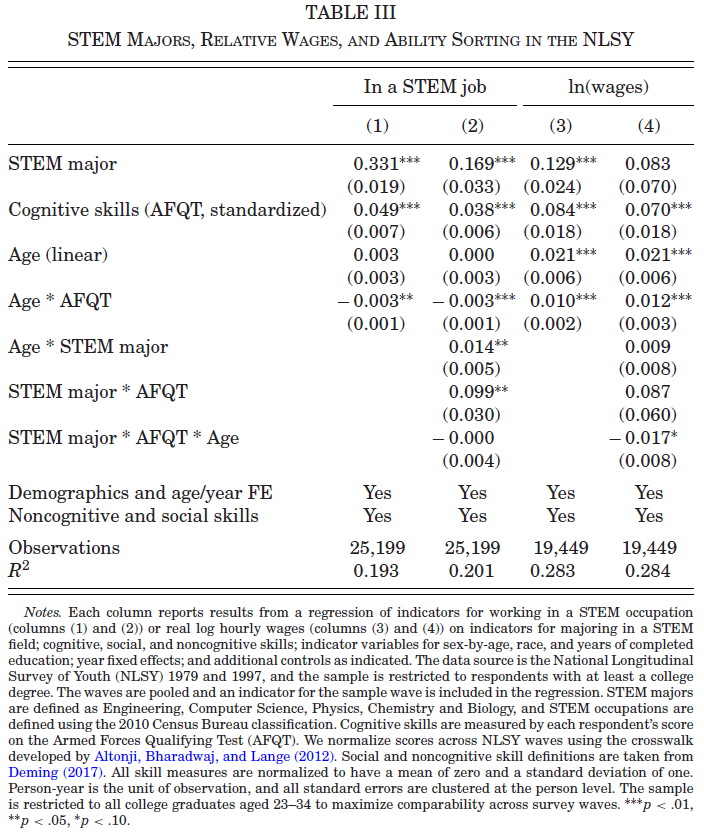 TABLE III
STEM MAJORS, RELATIVE WAGES, AND ABILITY SORTING IN THE NLSY
In a STEM job ln(wages)
(1) (2) (3) (4)
STEM major 0.331*** 0.169*** 0.129*** 0.083
(0.019) (0.033) (0.024) (0.070)
Cognitive skills (AFQT, standardized) 0.049*** 0.038*** 0.084*** 0.070***
(0.007) (0.006) (0.018) (0.018)
Age (linear) 0.003 0.000 0.021*** 0.021***
(0.003) (0.003) (0.006) (0.006)
Age * AFQT −0.003** −0.003*** 0.010*** 0.012***
(0.001) (0.001) (0.002) (0.003)
Age * STEM major 0.014** 0.009
(0.005) (0.008)
STEM major * AFQT 0.099** 0.087
(0.030) (0.060)
STEM major * AFQT * Age −0.000 −0.017*
(0.004) (0.008)
Demographics and age/year FE Yes Yes Yes Yes
Noncognitive and social skills Yes Yes Yes Yes
Observations 25,199 25,199 19,449 19,449
R² 0.193 0.201 0.283 0.284
Notes. Each column reports results from a regression of indicators for working in a STEM occupation
(columns (1) and (2)) or real log hourly wages (columns (3) and (4)) on indicators for majoring in a STEM
field; cognitive, social, and noncognitive skills; indicator variables for sex-by-age, race, and years of completed
education; year fixed effects; and additional controls as indicated. The data source is the National Longitudinal
Survey of Youth (NLSY) 1979 and 1997, and the sample is restricted to respondents with at least a college
degree. The waves are pooled and an indicator for the sample wave is included in the regression. STEM majors
are defined as Engineering, Computer Science, Physics, Chemistry and Biology, and STEM occupations are
defined using the 2010 Census Bureau classification. Cognitive skills are measured by each respondent's score
on the Armed Forces Qualifying Test (AFQT). We normalize scores across NLSY waves using the crosswalk
developed by Altonji, Bharadwaj, and Lange (2012). Social and noncognitive skill definitions are taken from
Deming (2017). All skill measures are normalized to have a mean of zero and a standard deviation of one.
Person-year is the unit of observation, and all standard errors are clustered at the person level. The sample
is restricted to all college graduates aged 23–34 to maximize comparability across survey waves. ***p < .01,
**p < .05, *p < .10.